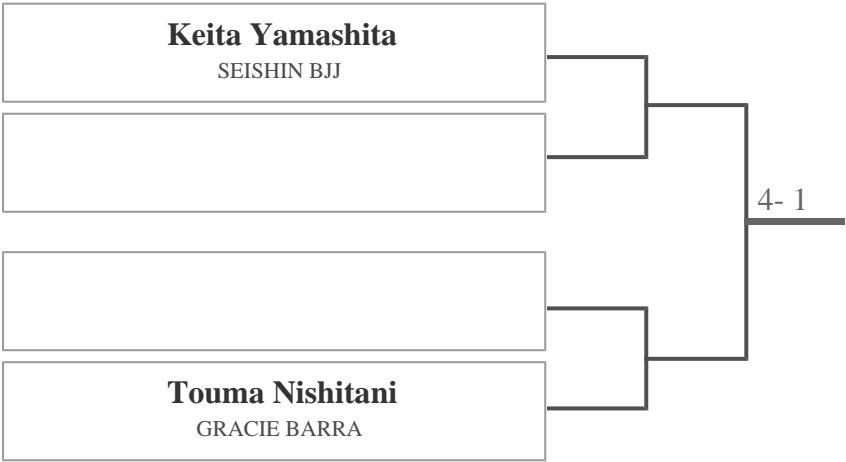 Keita Yamashita
SEISHIN BJJ
4- 1
Touma Nishitani
GRACIE BARRA